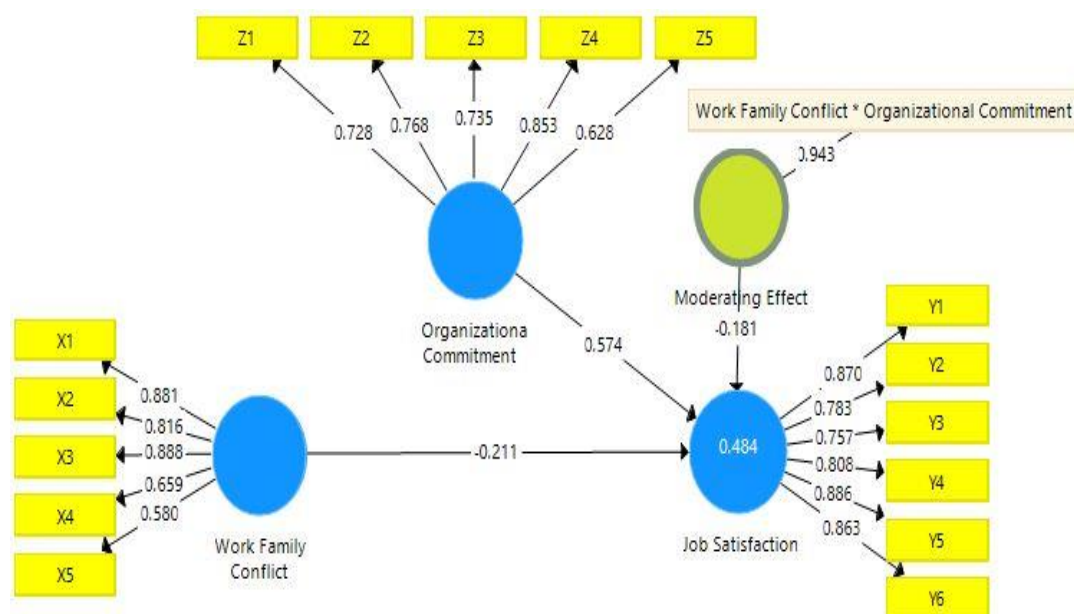 Z1
Z2
Z3
Z4
Z5
0.728
0.768
0.735
0.853
0.628
Work Family Conflict * Organizational Commitment
0.943
Organizationa
Commitment
Moderating Effect
-0.181
0.574
X1
X2
X3
X4
X5
0.881
0.816
0.888
0.659
0.580
Work Family
Conflict
-0.211
0.484
Job Satisfaction
0.870
0.783
0.757
0.808
0.886
0.863
Y1
Y2
Y3
Y4
Y5
Y6